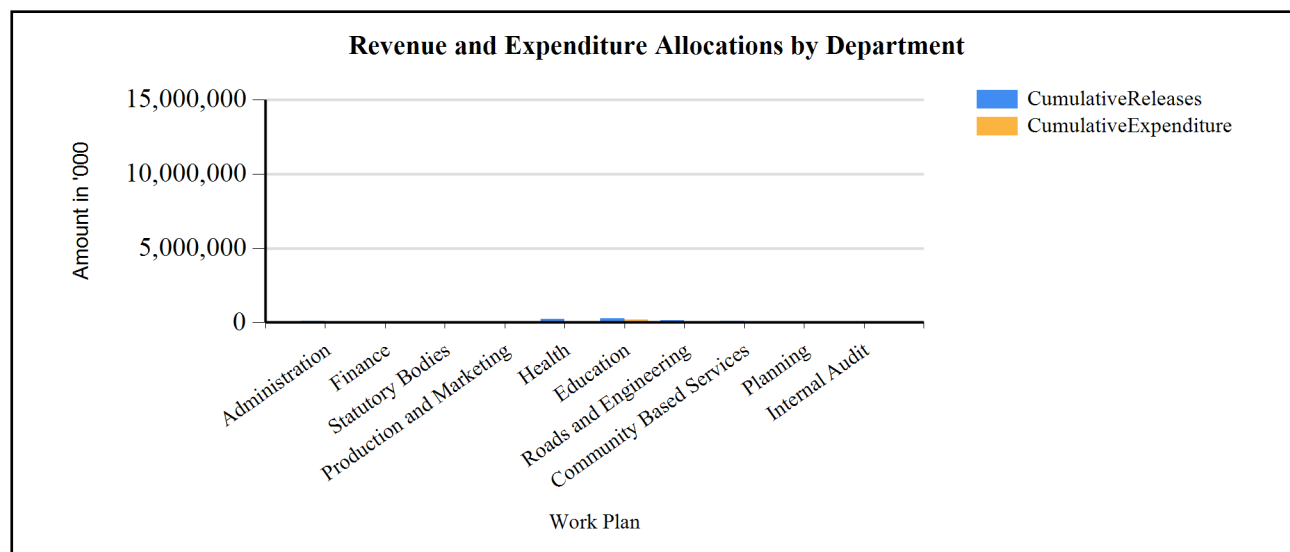 Revenue and Expenditure Allocations by Department
CumulativeReleases
CumulativeExpenditure
Amount in '000
15,000,000
10,000,000
5,000,000
0
Administration
Finance
Statutory Bodies
Production and Marketing
Health
Education
Roads and Engineering
Community Based Services
Planning
Internal Audit
Work Plan